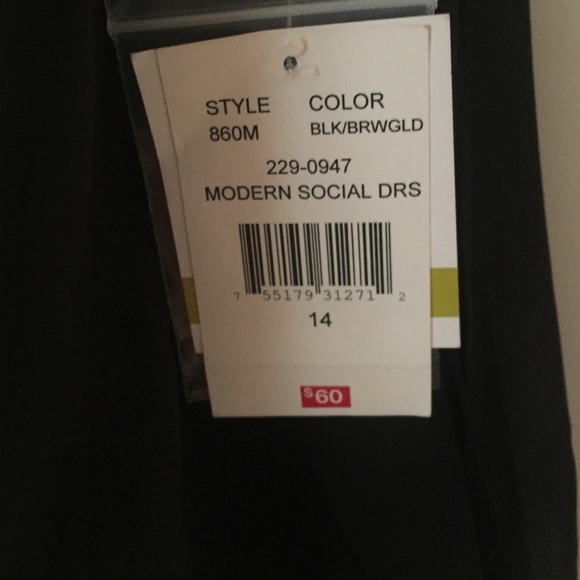 STYLE COLOR
860M BLK/BRWGLD
229-0947
MODERN SOCIAL DRS
7 55179 31271 2
14
$60